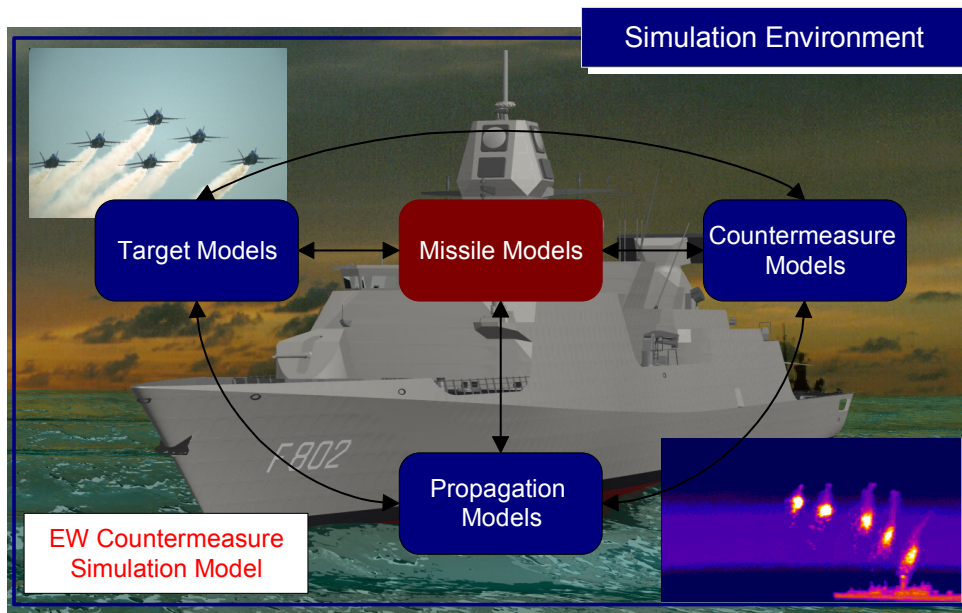 Simulation Environment
Target Models
Missile Models
Countermeasure
Models
F802
Propagation
Models
EW Countermeasure
Simulation Model